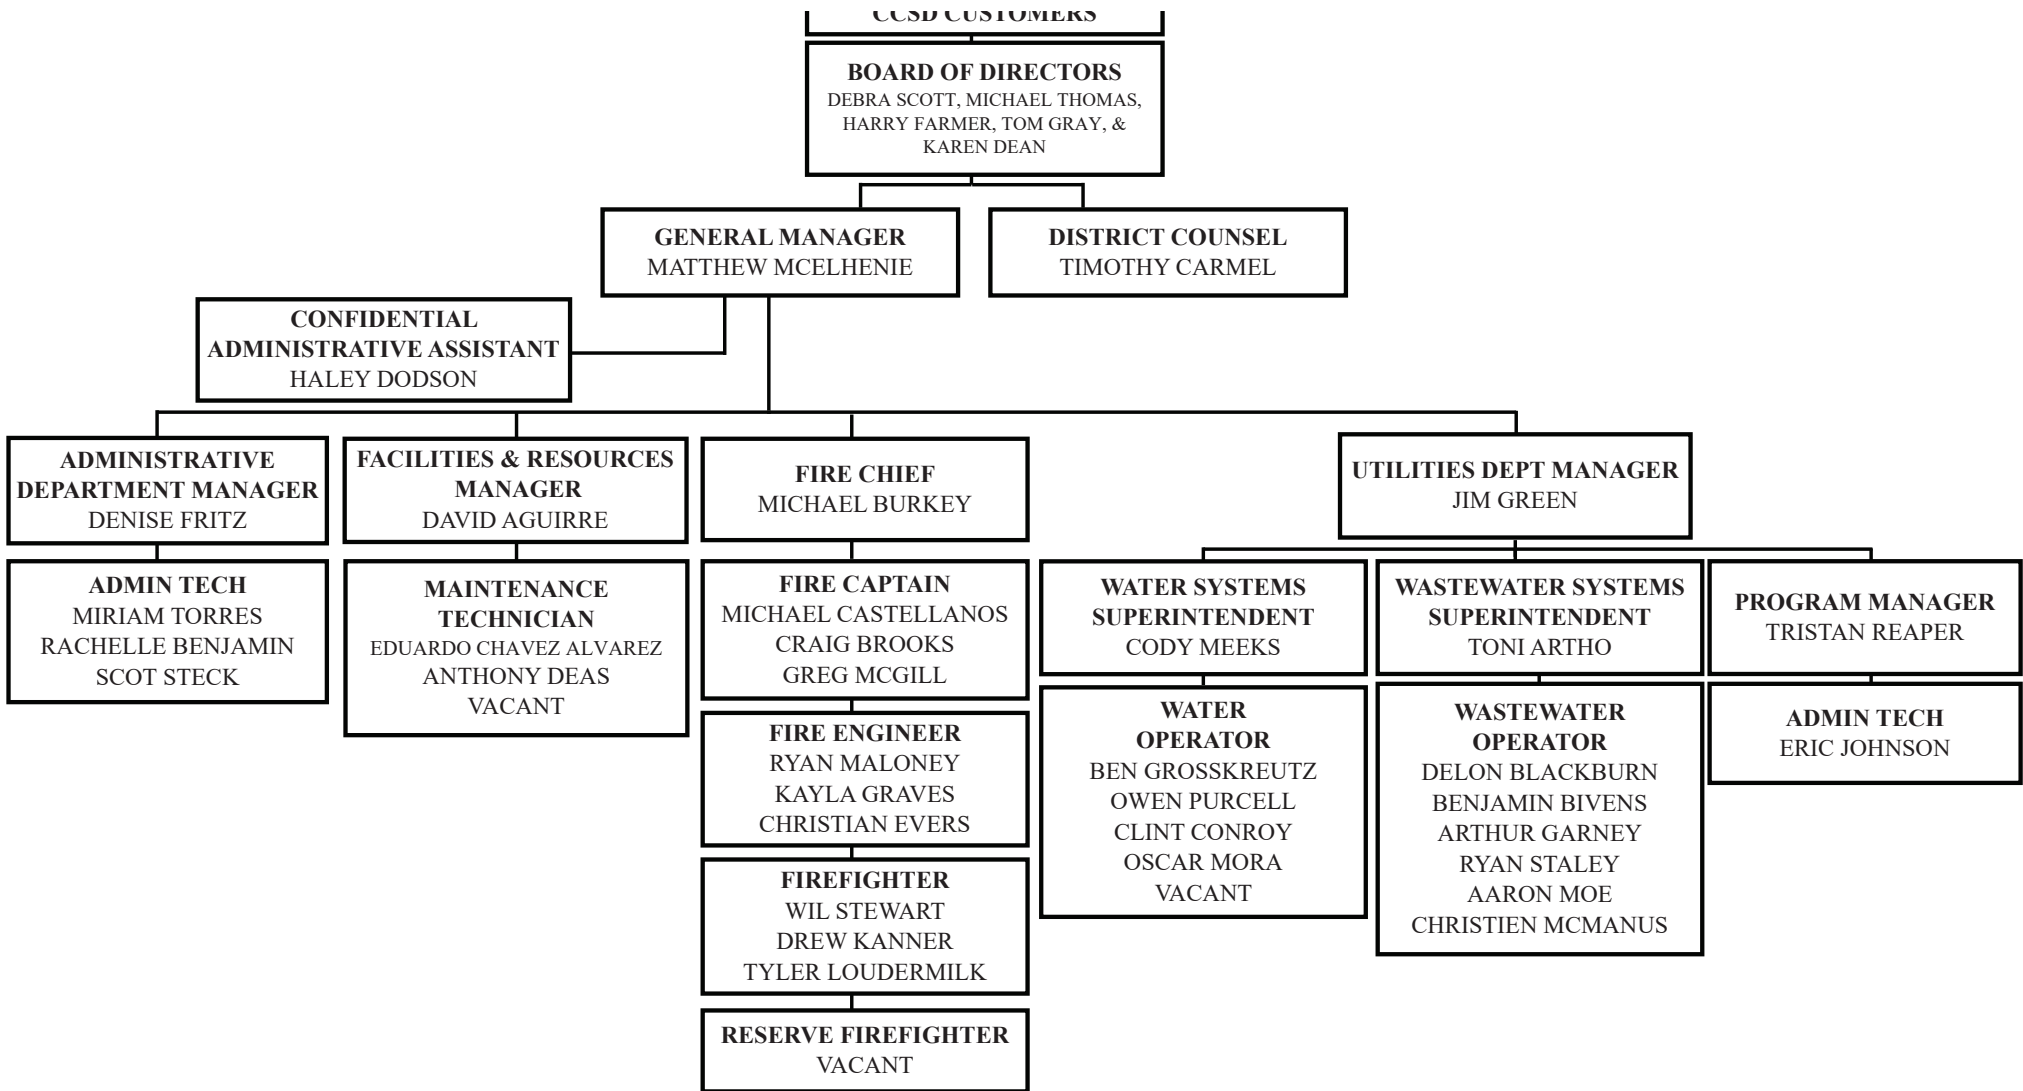 CCSD CUSTOMERS
BOARD OF DIRECTORS
DEBRA SCOTT, MICHAEL THOMAS,
HARRY FARMER, TOM GRAY, &
KAREN DEAN
GENERAL MANAGER
MATTHEW MCELHENIE
DISTRICT COUNSEL
TIMOTHY CARMEL
CONFIDENTIAL
ADMINISTRATIVE ASSISTANT
HALEY DODSON
ADMINISTRATIVE
DEPARTMENT MANAGER
DENISE FRITZ
FACILITIES & RESOURCES
MANAGER
DAVID AGUIRRE
FIRE CHIEF
MICHAEL BURKEY
UTILITIES DEPT MANAGER
JIM GREEN
ADMIN TECH
MIRIAM TORRES
RACHELLE BENJAMIN
SCOT STECK
MAINTENANCE
TECHNICIAN
EDUARDO CHAVEZ ALVAREZ
ANTHONY DEAS
VACANT
FIRE CAPTAIN
MICHAEL CASTELLANOS
CRAIG BROOKS
GREG MCGILL
WATER SYSTEMS
SUPERINTENDENT
CODY MEEKS
WASTEWATER SYSTEMS
SUPERINTENDENT
TONI ARTHO
PROGRAM MANAGER
TRISTAN REAPER
FIRE ENGINEER
RYAN MALONEY
KAYLA GRAVES
CHRISTIAN EVERS
WATER
OPERATOR
BEN GROSSKREUTZ
OWEN PURCELL
CLINT CONROY
OSCAR MORA
VACANT
WASTEWATER
OPERATOR
DELON BLACKBURN
BENJAMIN BIVENS
ARTHUR GARNEY
RYAN STALEY
AARON MOE
CHRISTIEN MCMANUS
ADMIN TECH
ERIC JOHNSON
FIREFIGHTER
WIL STEWART
DREW KANNER
TYLER LOUDERMILK
RESERVE FIREFIGHTER
VACANT